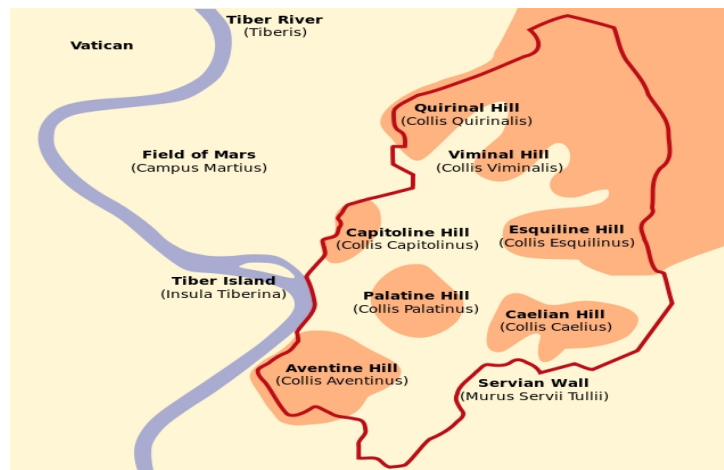 Tiber River
(Tiberis)
Vatican
Quirinal Hill
(Collis Quirinalis)
Field of Mars
(Campus Martius)
Viminal Hill
(Collis Viminalis)
Capitoline Hill
(Collis Capitolinus)
Esquiline Hill
(Collis Esquilinus)
Tiber Island
(Insula Tiberina)
Palatine Hill
(Collis Palatinus)
Caelian Hill
(Collis Caelius)
Aventine Hill
(Collis Aventinus)
Servian Wall
(Murus Servii Tullii)